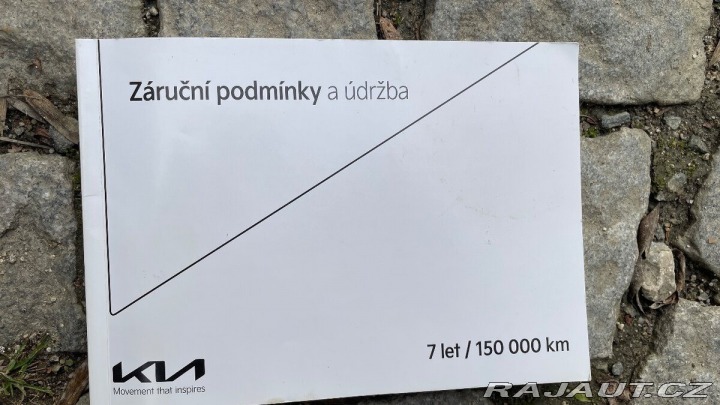 Záruční podmínky a údržba
7 let / 150 000 km
KIA
Movement that inspires
RAJAUT.CZ